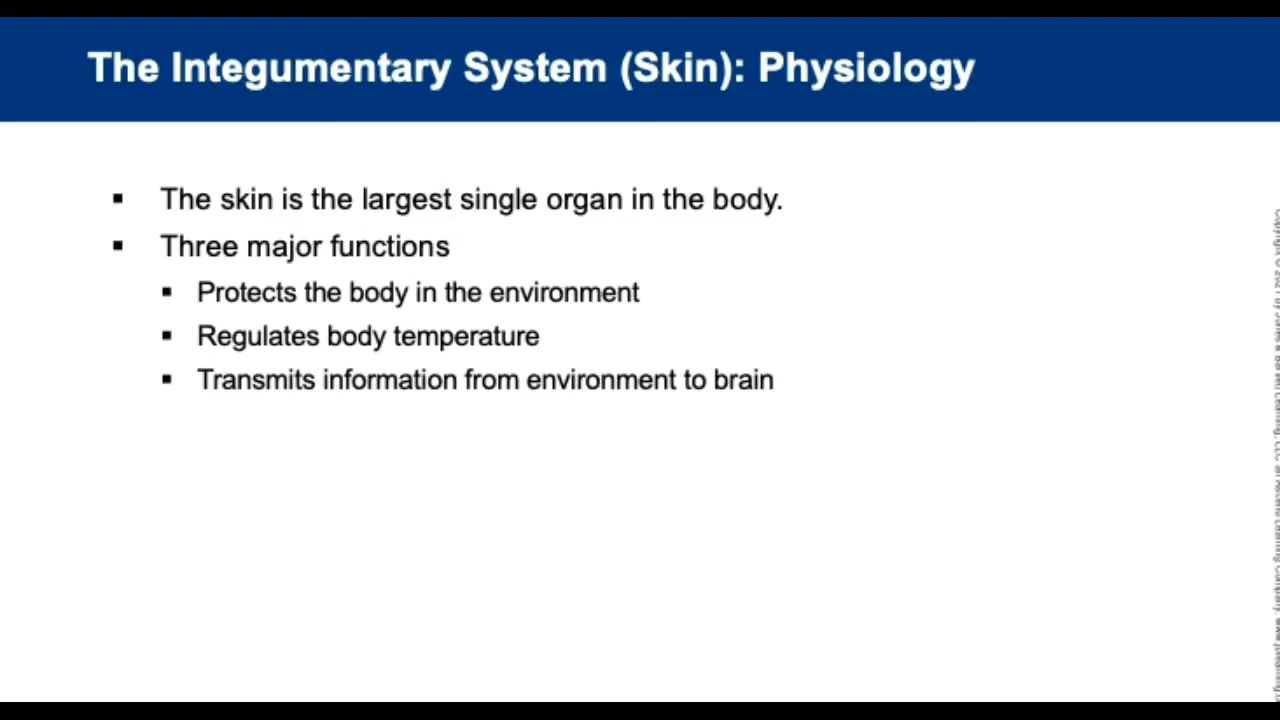 The Integumentary System (Skin): Physiology
▪ The skin is the largest single organ in the body.
▪ Three major functions
▪ Protects the body in the environment
▪ Regulates body temperature
▪ Transmits information from environment to brain